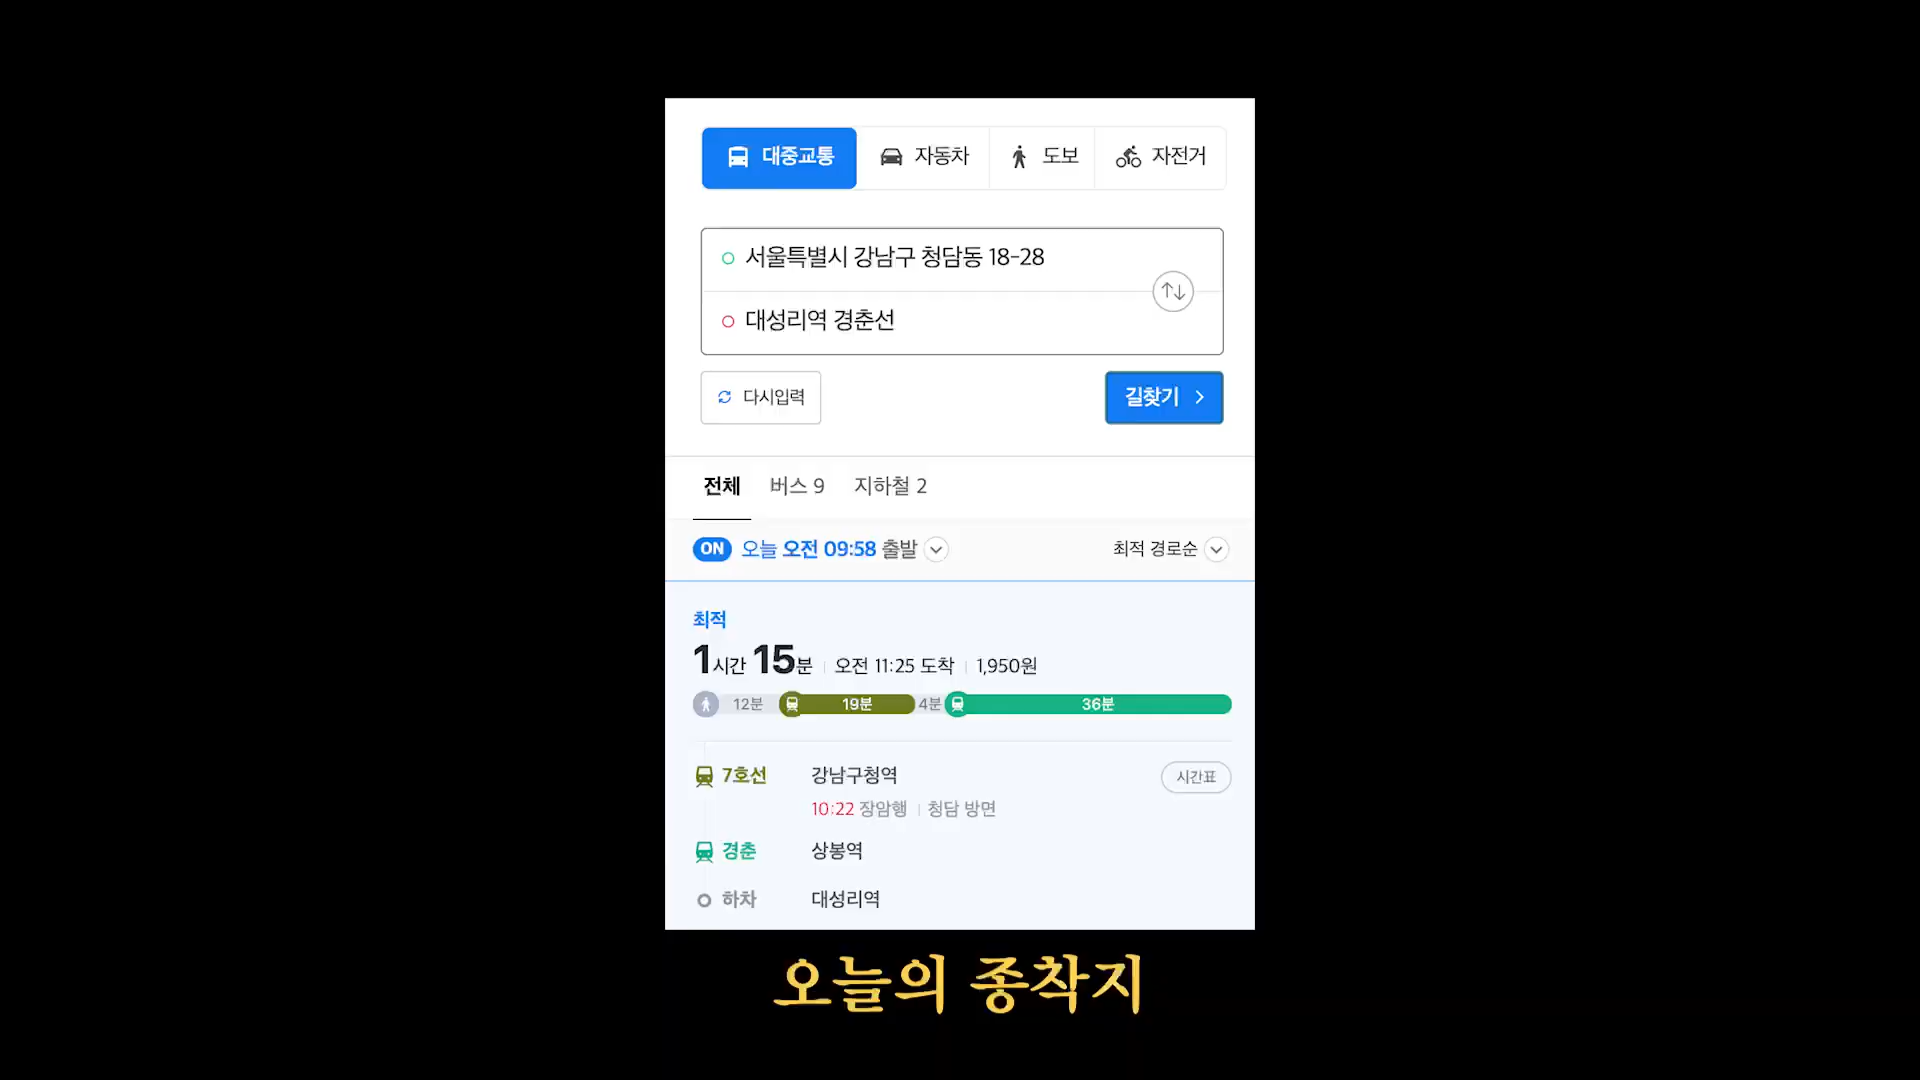 대중교통 자동차 도보 자전거
서울특별시 강남구 청담동 18-28
대성리역 경춘선
다시입력 길찾기
전체 버스 9 지하철 2
ON 오늘 오전 09:58 출발 최적 경로순
최적
1시간 15분 오전 11:25 도착 1,950원
12분 19분 4분 36분
7호선 강남구청역 시간표
10:22 장암행 청담 방면
경춘 상봉역
하차 대성리역
오늘의 종착지